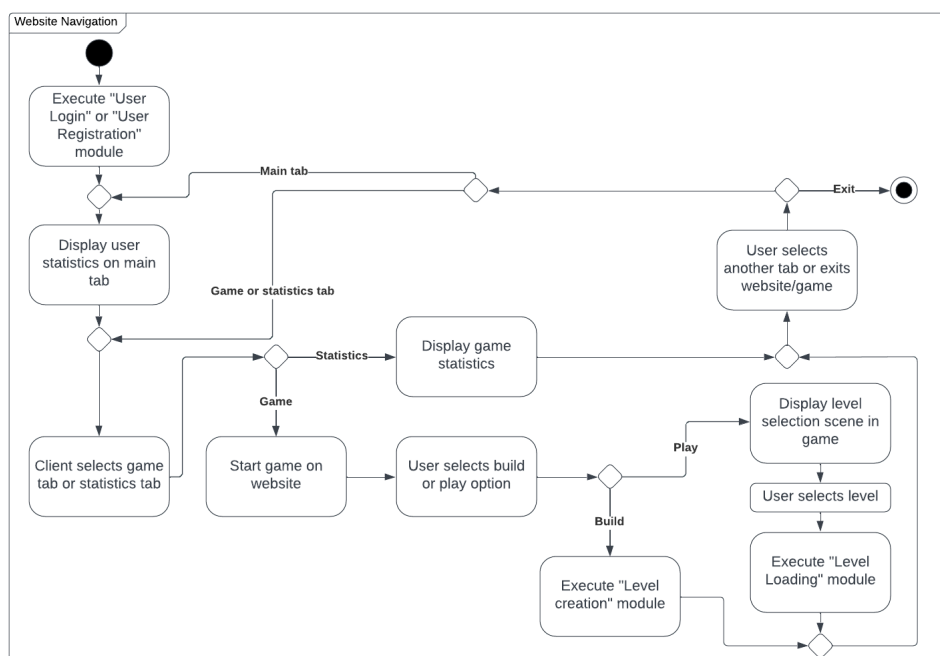 Website Navigation
Execute "User
Login" or "User
Registration"
module
Main tab
Exit
Display user
statistics on main
tab
User selects
another tab or exits
website/game
Game or statistics tab
Statistics
Display game
statistics
Game
Display level
selection scene in
game
Client selects game
tab or statistics tab
Start game on
website
User selects build
or play option
Play
User selects level
Build
Execute "Level
creation" module
Execute "Level
Loading" module